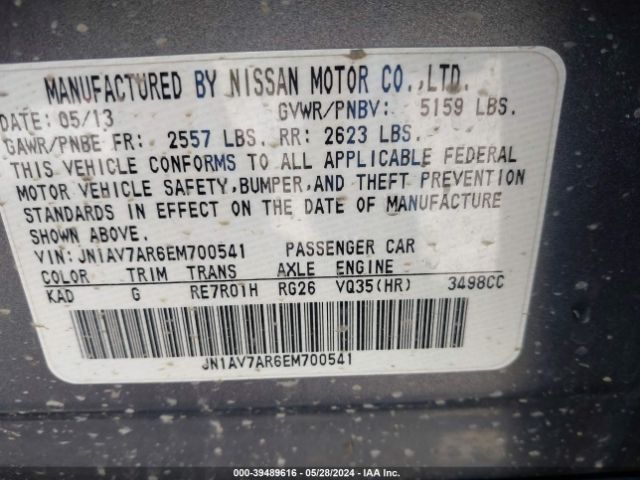 MANUFACTURED BY NISSAN MOTOR CO.,LTD.
DATE: 05/13 GVWR/PNBV: 5159 LBS.
GAWR/PNBE FR: 2557 LBS. RR: 2623 LBS.
THIS VEHICLE CONFORMS TO ALL APPLICABLE FEDERAL
MOTOR VEHICLE SAFETY, BUMPER, AND THEFT PREVENTION
STANDARDS IN EFFECT ON THE DATE OF MANUFACTURE
SHOWN ABOVE.
VIN: JN1AV7AR6EM700541 PASSENGER CAR
COLOR TRIM TRANS AXLE ENGINE
KAD G RE7R01H RG26 VQ35(HR) 3498CC
JN1AV7AR6EM700541
000-39489616 - 05/28/2024 - IAA Inc.